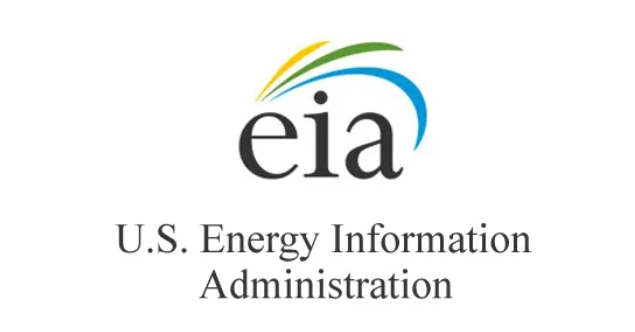 eia
U.S. Energy Information
Administration